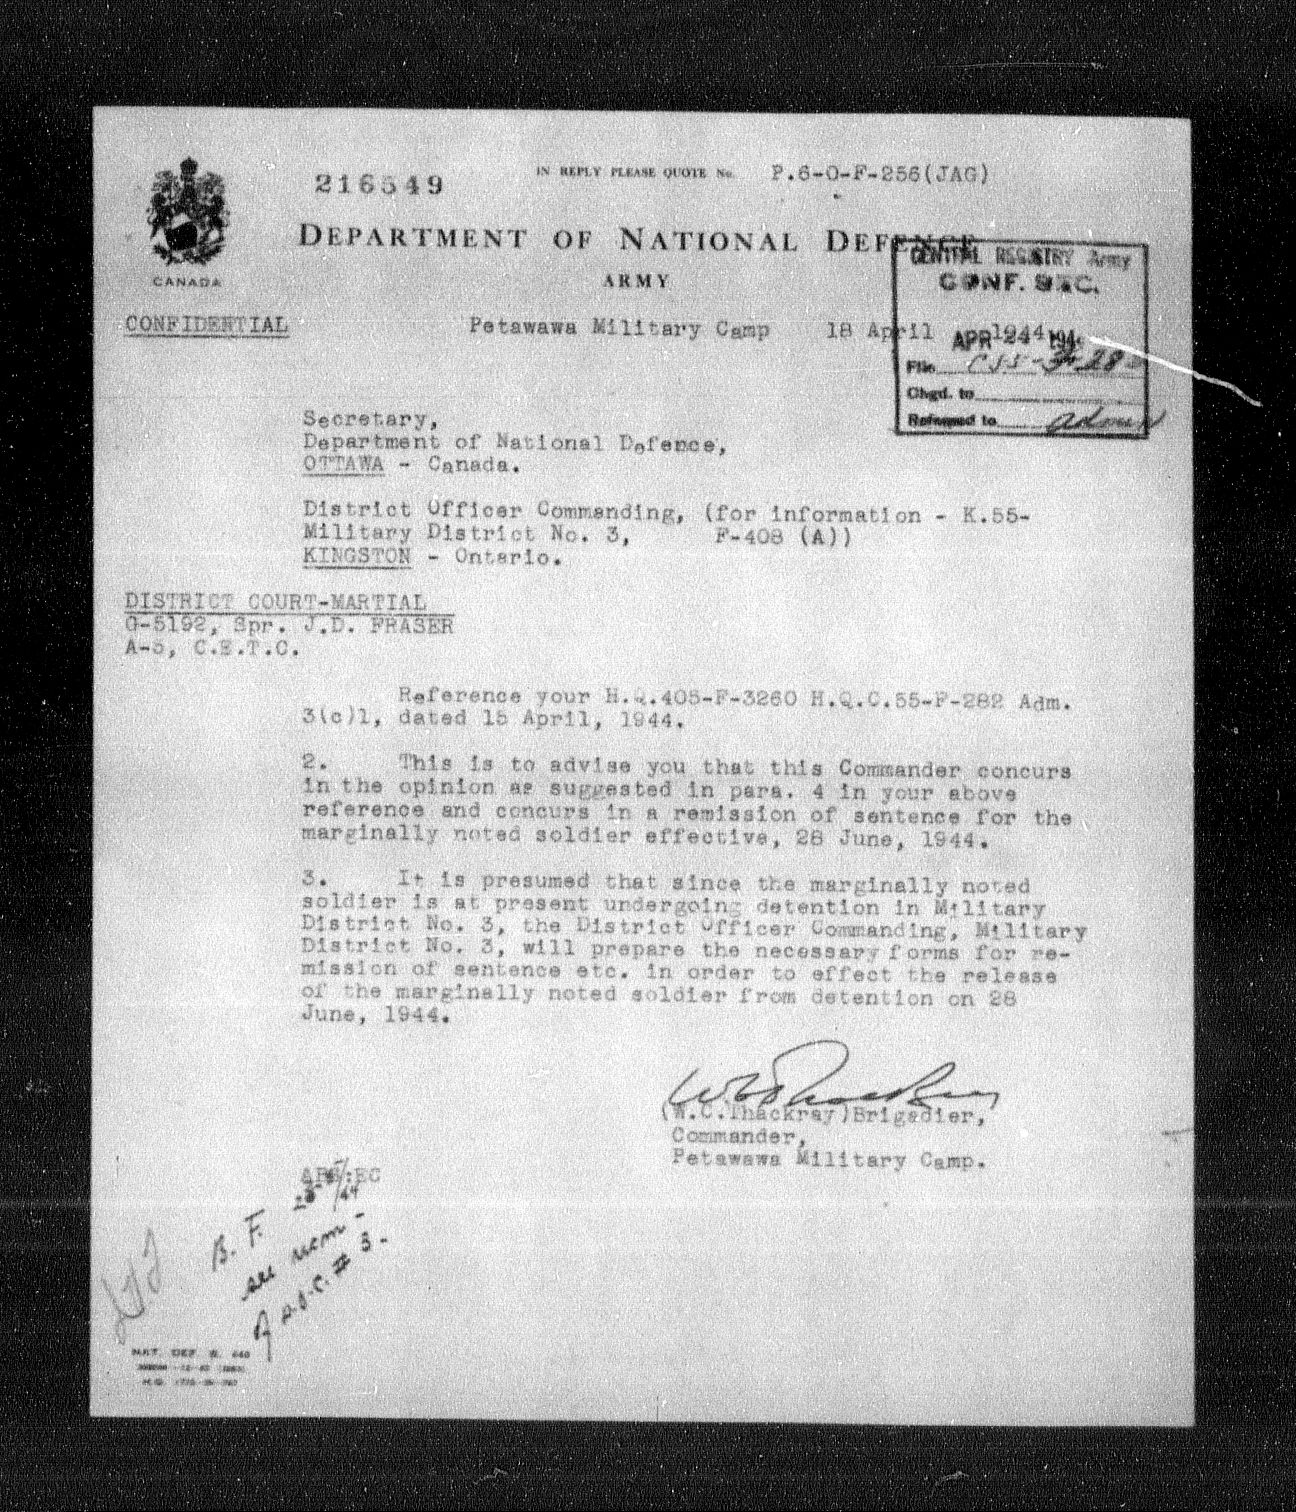 216549
IN REPLY PLEASE QUOTE No. P.6-O-F-256(JAG)
DEPARTMENT OF NATIONAL DEFENCE
ARMY
CANADA
CENTRAL REGISTRY Army
CONF. SEC.
APR 24 194
File
Chgd. to
Referred to Admn
CONFIDENTIAL
Petawawa Military Camp 18 April 1944.
Secretary,
Department of National Defence,
OTTAWA - Canada.
District Officer Commanding, (for information - K.55-
Military District No. 3, F-408 (A))
KINGSTON - Ontario.
DISTRICT COURT-MARTIAL
G-5192, Spr. J.D. FRASER
A-5, C.E.T.C.
Reference your H.Q.405-F-3260 H.Q.C.55-F-282 Adm.
3(c)1, dated 15 April, 1944.
2. This is to advise you that this Commander concurs
in the opinion as suggested in para. 4 in your above
reference and concurs in a remission of sentence for the
marginally noted soldier effective, 28 June, 1944.
3. It is presumed that since the marginally noted
soldier is at present undergoing detention in Military
District No. 3, the District Officer Commanding, Military
District No. 3, will prepare the necessary forms for re-
mission of sentence etc. in order to effect the release
of the marginally noted soldier from detention on 28
June, 1944.
(W.C.Thackray)Brigadier,
Commander,
Petawawa Military Camp.
B. F.
see mem -
D.O.C. # 3 -
NAT. DEF. B. 440